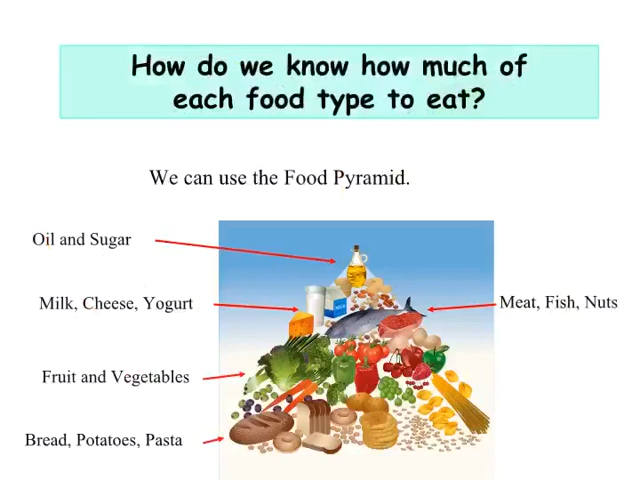 How do we know how much of
each food type to eat?
We can use the Food Pyramid.
Oil and Sugar
Milk, Cheese, Yogurt
Meat, Fish, Nuts
Fruit and Vegetables
Bread, Potatoes, Pasta